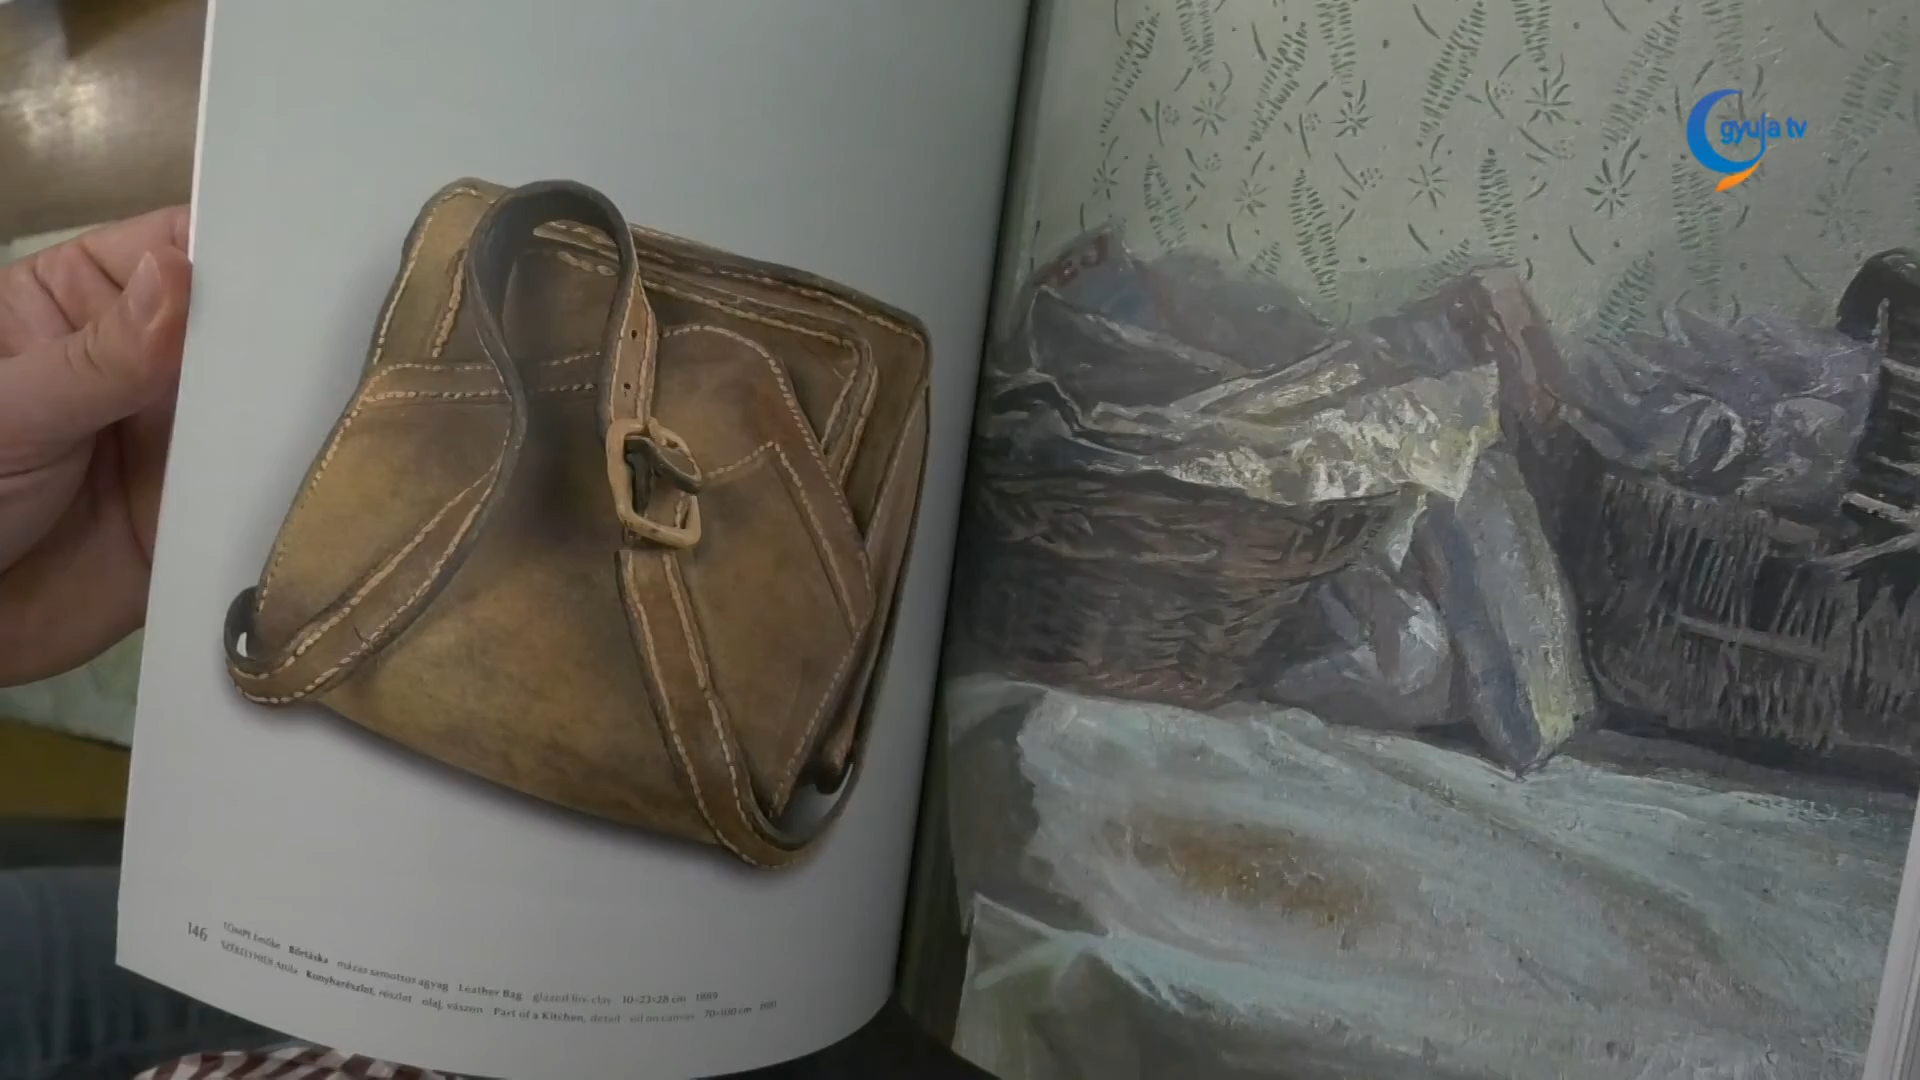 gyula tv
146
TÖMPE Emőke Bőrtáska mázas samottos agyag Leather Bag glazed fire clay 10×23×28 cm 1989
SZÉKELYHIDI Attila Konyharészlet, részlet olaj, vászon Part of a Kitchen, detail oil on canvas 70×100 cm